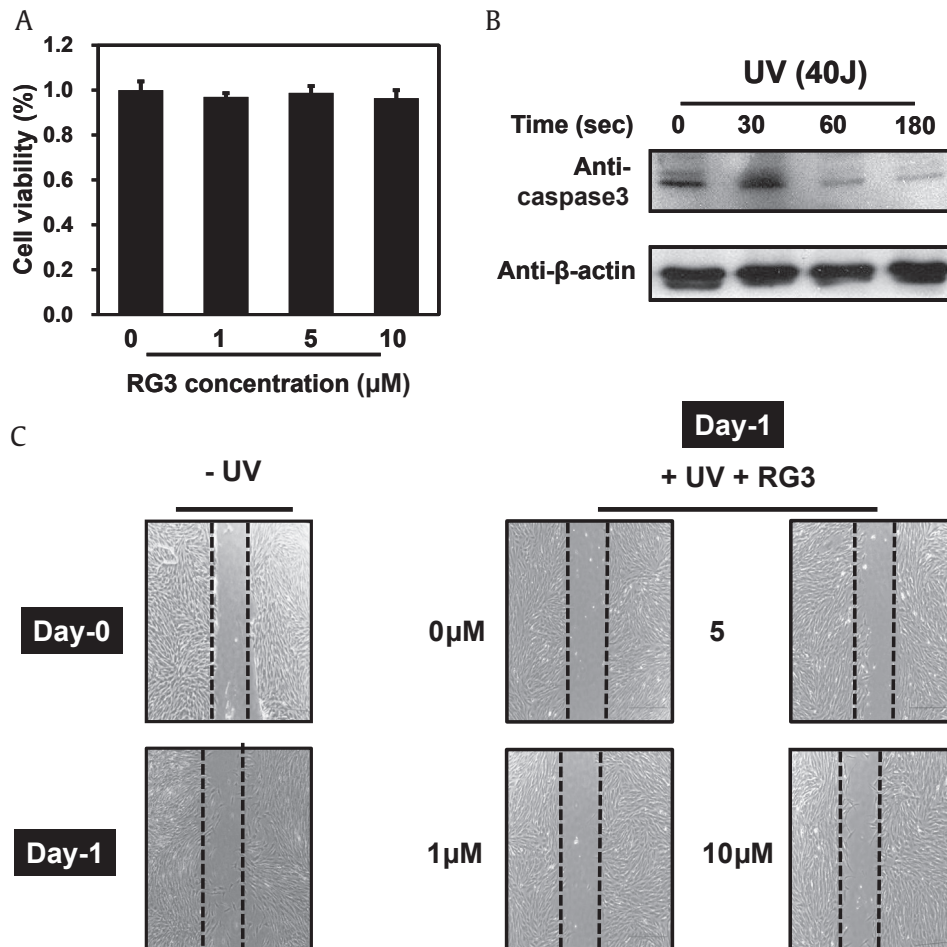 A
1.2
1.0
0.8
0.6
0.4
0.2
0.0
Cell viability (%)
0 1 5 10
RG3 concentration (µM)
B
UV (40J)
Time (sec) 0 30 60 180
Anti-
caspase3
Anti-β-actin
C
- UV
Day-1
+ UV + RG3
Day-0
0µM
5
Day-1
1µM
10µM